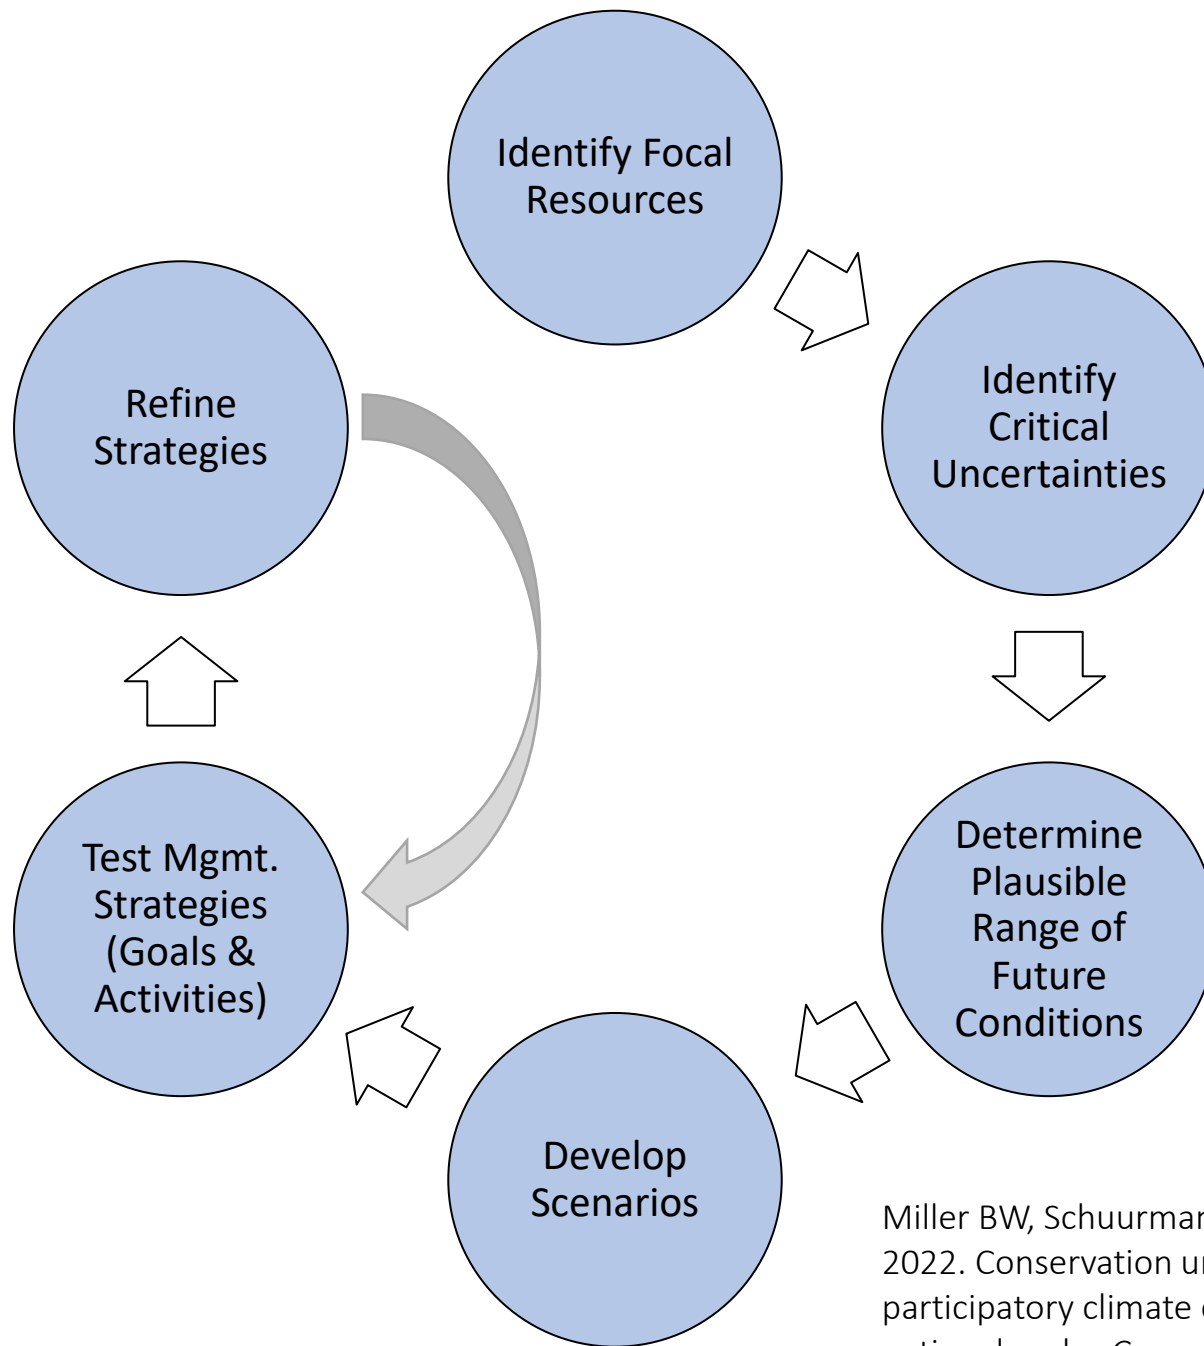 Identify Focal
Resources
Identify
Critical
Uncertainties
Determine
Plausible
Range of
Future
Conditions
Develop
Scenarios
Test Mgmt.
Strategies
(Goals &
Activities)
Refine
Strategies
Miller BW, Schuurman
2022. Conservation
participatory climate